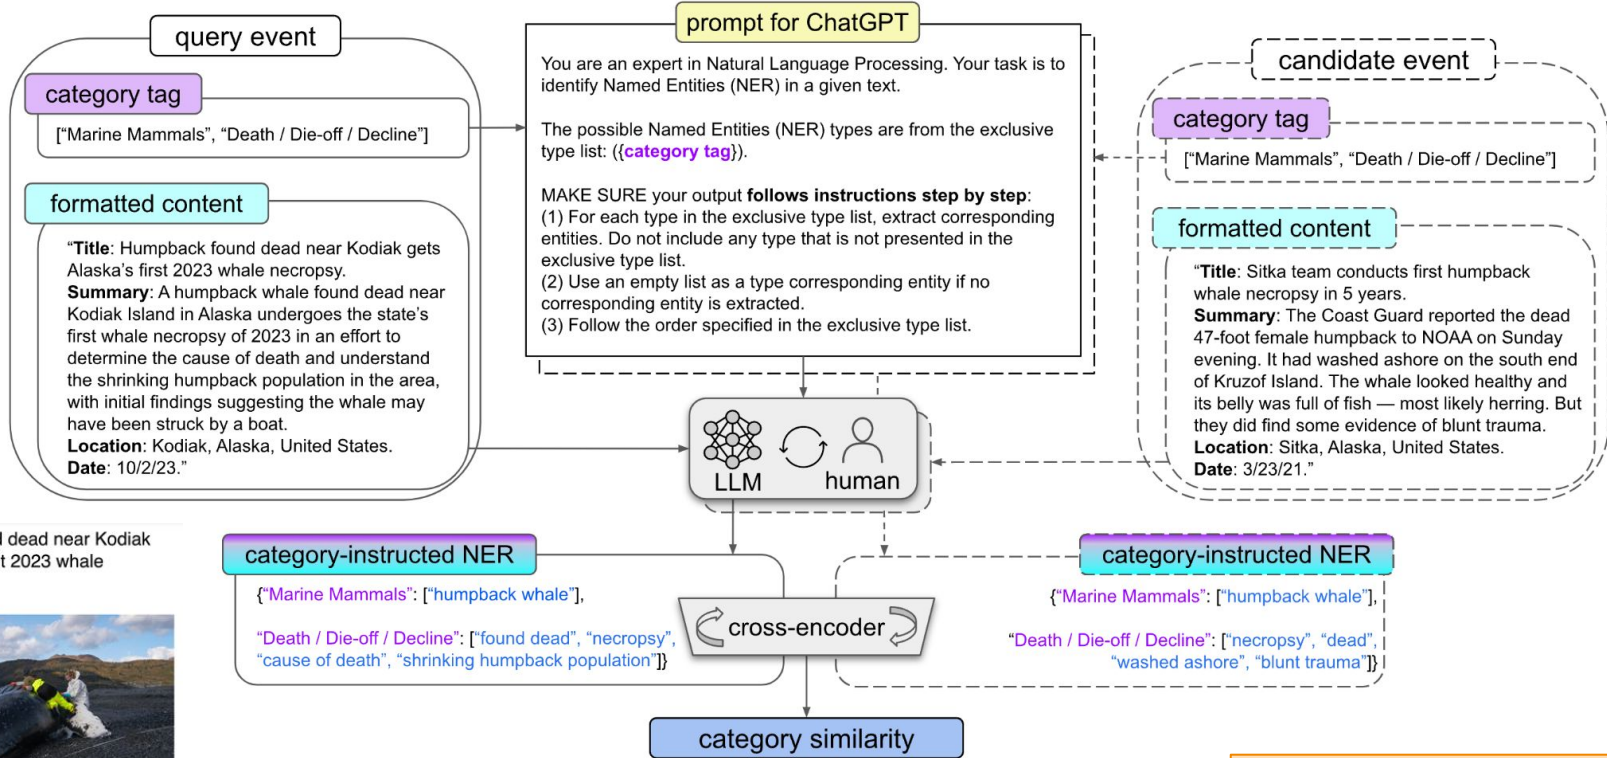 query event
category tag
[“Marine Mammals”, “Death / Die-off / Decline”]
formatted content
“Title: Humpback found dead near Kodiak gets
Alaska’s first 2023 whale necropsy.
Summary: A humpback whale found dead near
Kodiak Island in Alaska undergoes the state’s
first whale necropsy of 2023 in an effort to
determine the cause of death and understand
the shrinking humpback population in the area,
with initial findings suggesting the whale may
have been struck by a boat.
Location: Kodiak, Alaska, United States.
Date: 10/2/23.”
prompt for ChatGPT
You are an expert in Natural Language Processing. Your task is to
identify Named Entities (NER) in a given text.
The possible Named Entities (NER) types are from the exclusive
type list: ({category tag}).
MAKE SURE your output follows instructions step by step:
(1) For each type in the exclusive type list, extract corresponding
entities. Do not include any type that is not presented in the
exclusive type list.
(2) Use an empty list as a type corresponding entity if no
corresponding entity is extracted.
(3) Follow the order specified in the exclusive type list.
candidate event
category tag
[“Marine Mammals”, “Death / Die-off / Decline”]
formatted content
“Title: Sitka team conducts first humpback
whale necropsy in 5 years.
Summary: The Coast Guard reported the dead
47-foot female humpback to NOAA on Sunday
evening. It had washed ashore on the south end
of Kruzof Island. The whale looked healthy and
its belly was full of fish — most likely herring. But
they did find some evidence of blunt trauma.
Location: Sitka, Alaska, United States.
Date: 3/23/21.”
LLM
human
dead near Kodiak
2023 whale
category-instructed NER
{“Marine Mammals”: [“humpback whale”],
“Death / Die-off / Decline”: [“found dead”, “necropsy”,
“cause of death”, “shrinking humpback population”]}
cross-encoder
category-instructed NER
{“Marine Mammals”: [“humpback whale”],
“Death / Die-off / Decline”: [“necropsy”, “dead”,
“washed ashore”, “blunt trauma”]}
category similarity